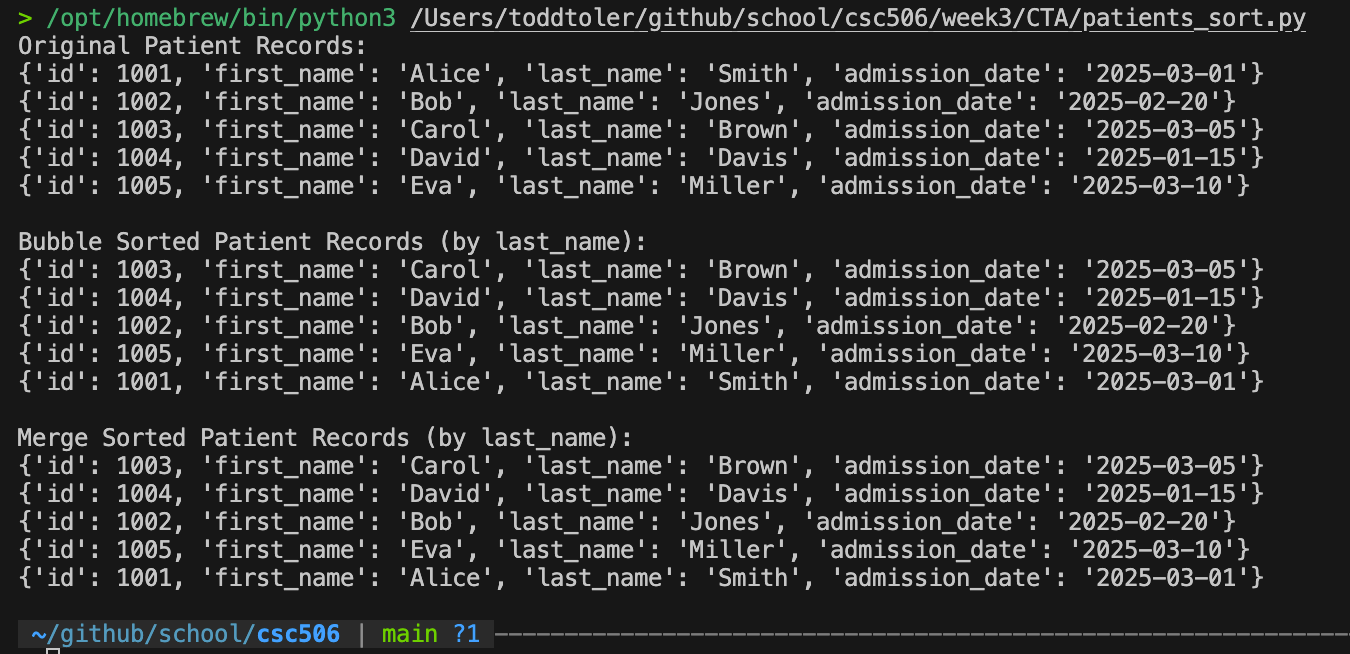 > /opt/homebrew/bin/python3 /Users/toddtoler/github/school/csc506/week3/CTA/patients_sort.py
Original Patient Records:
{'id': 1001, 'first_name': 'Alice', 'last_name': 'Smith', 'admission_date': '2025-03-01'}
{'id': 1002, 'first_name': 'Bob', 'last_name': 'Jones', 'admission_date': '2025-02-20'}
{'id': 1003, 'first_name': 'Carol', 'last_name': 'Brown', 'admission_date': '2025-03-05'}
{'id': 1004, 'first_name': 'David', 'last_name': 'Davis', 'admission_date': '2025-01-15'}
{'id': 1005, 'first_name': 'Eva', 'last_name': 'Miller', 'admission_date': '2025-03-10'}
Bubble Sorted Patient Records (by last_name):
{'id': 1003, 'first_name': 'Carol', 'last_name': 'Brown', 'admission_date': '2025-03-05'}
{'id': 1004, 'first_name': 'David', 'last_name': 'Davis', 'admission_date': '2025-01-15'}
{'id': 1002, 'first_name': 'Bob', 'last_name': 'Jones', 'admission_date': '2025-02-20'}
{'id': 1005, 'first_name': 'Eva', 'last_name': 'Miller', 'admission_date': '2025-03-10'}
{'id': 1001, 'first_name': 'Alice', 'last_name': 'Smith', 'admission_date': '2025-03-01'}
Merge Sorted Patient Records (by last_name):
{'id': 1003, 'first_name': 'Carol', 'last_name': 'Brown', 'admission_date': '2025-03-05'}
{'id': 1004, 'first_name': 'David', 'last_name': 'Davis', 'admission_date': '2025-01-15'}
{'id': 1002, 'first_name': 'Bob', 'last_name': 'Jones', 'admission_date': '2025-02-20'}
{'id': 1005, 'first_name': 'Eva', 'last_name': 'Miller', 'admission_date': '2025-03-10'}
{'id': 1001, 'first_name': 'Alice', 'last_name': 'Smith', 'admission_date': '2025-03-01'}
~/github/school/csc506 | main ?1